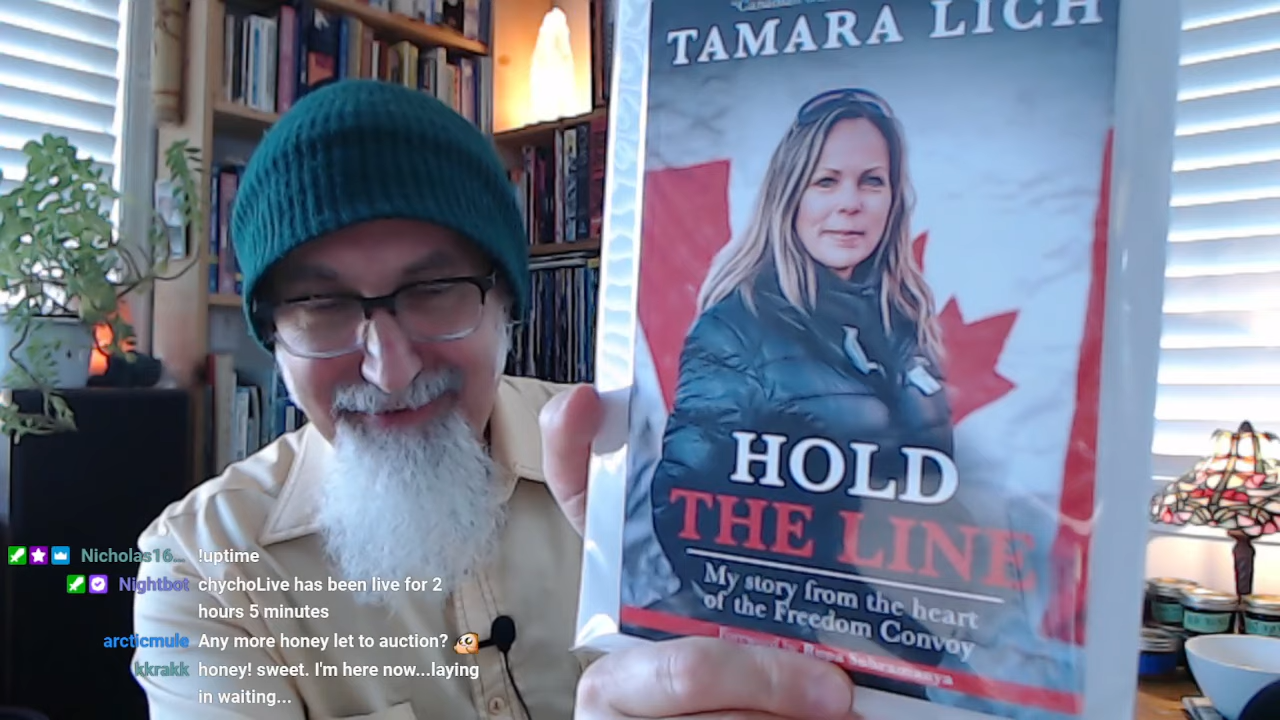 TAMARA LICH
HOLD
THE LINE
My story from the heart
of the Freedom Convoy
Nicholas16... !uptime
Nightbot chychoLive has been live for 2
hours 5 minutes
arcticmule Any more honey let to auction?
kkrakk honey! sweet. I'm here now...laying
in waiting...